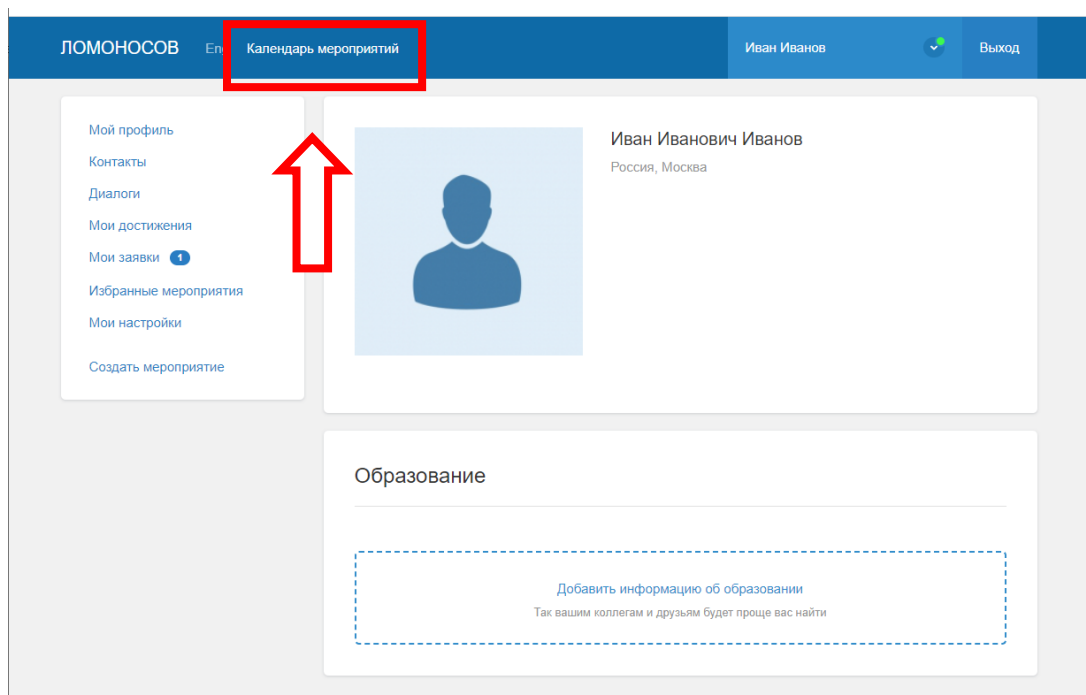 ЛОМОНОСОВ En Календарь мероприятий Иван Иванов Выход
Мой профиль
Контакты
Диалоги
Мои достижения
Мои заявки 1
Избранные мероприятия
Мои настройки
Создать мероприятие
Иван Иванович Иванов
Россия, Москва
Образование
Добавить информацию об образовании
Так вашим коллегам и друзьям будет проще вас найти